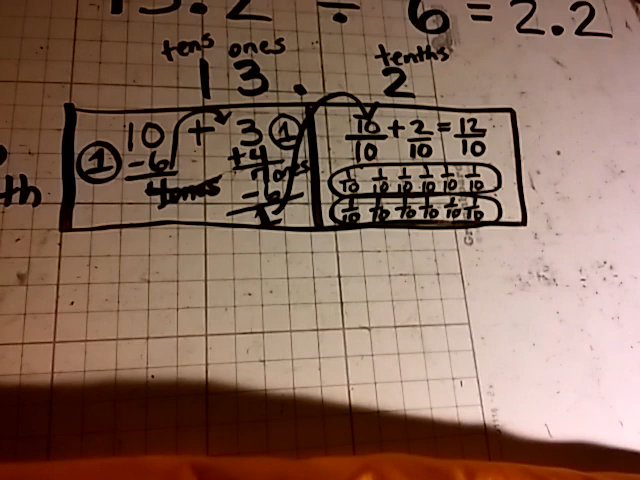 13.2 ÷ 6 = 2.2
tens ones tenths
1 3 . 2
10 + 3 ① 10/10 + 2/10 = 12/10
① -6 +4
4 ones 7 ones
-6
1
1/10 1/10 1/10 1/10 1/10 1/10
1/10 1/10 1/10 1/10 1/10 1/10
th